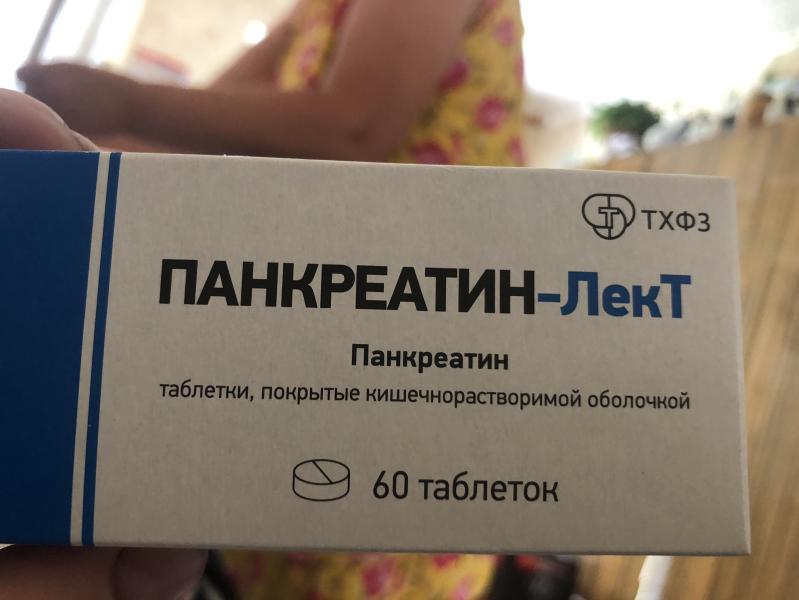 ТХФЗ
ПАНКРЕАТИН-ЛекТ
Панкреатин
таблетки, покрытые кишечнорастворимой оболочкой
60 таблеток